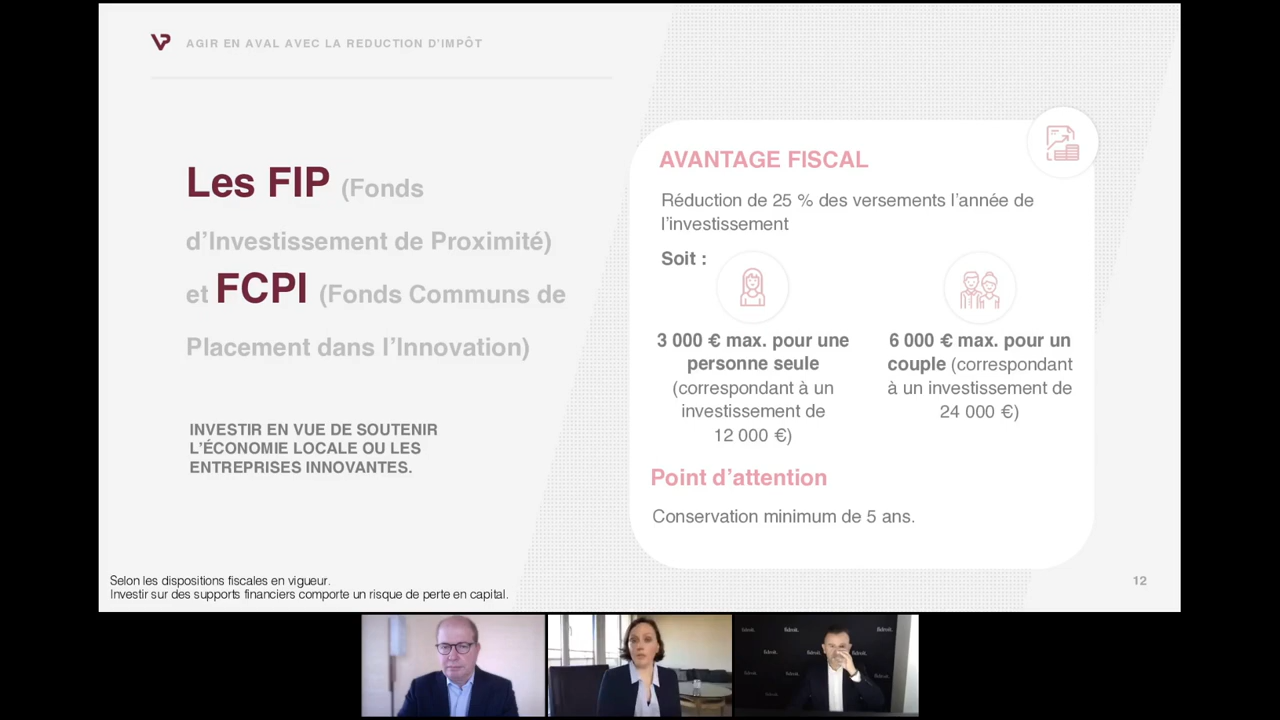 VP
AGIR EN AVAL AVEC LA REDUCTION D'IMPÔT
Les FIP (Fonds
d'Investissement de Proximité)
et FCPI (Fonds Communs de
Placement dans l'Innovation)
INVESTIR EN VUE DE SOUTENIR
L'ÉCONOMIE LOCALE OU LES
ENTREPRISES INNOVANTES.
AVANTAGE FISCAL
Réduction de 25 % des versements l'année de
l'investissement
Soit :
3 000 € max. pour une
personne seule
(correspondant à un
investissement de
12 000 €)
6 000 € max. pour un
couple (correspondant
à un investissement de
24 000 €)
Point d'attention
Conservation minimum de 5 ans.
Selon les dispositions fiscales en vigueur.
Investir sur des supports financiers comporte un risque de perte en capital.
12